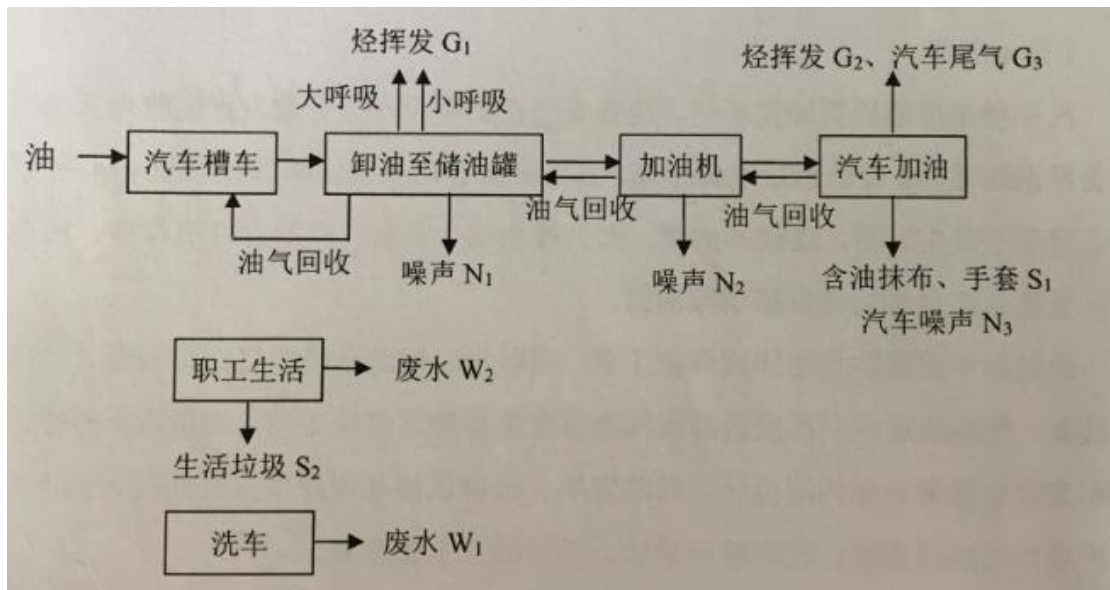 烃挥发 G₁
烃挥发 G₂、汽车尾气 G₃
大呼吸
小呼吸
油
汽车槽车
卸油至储油罐
加油机
汽车加油
油气回收
油气回收
油气回收
噪声 N₁
噪声 N₂
含油抹布、手套 S₁
汽车噪声 N₃
职工生活
废水 W₂
生活垃圾 S₂
洗车
废水 W₁